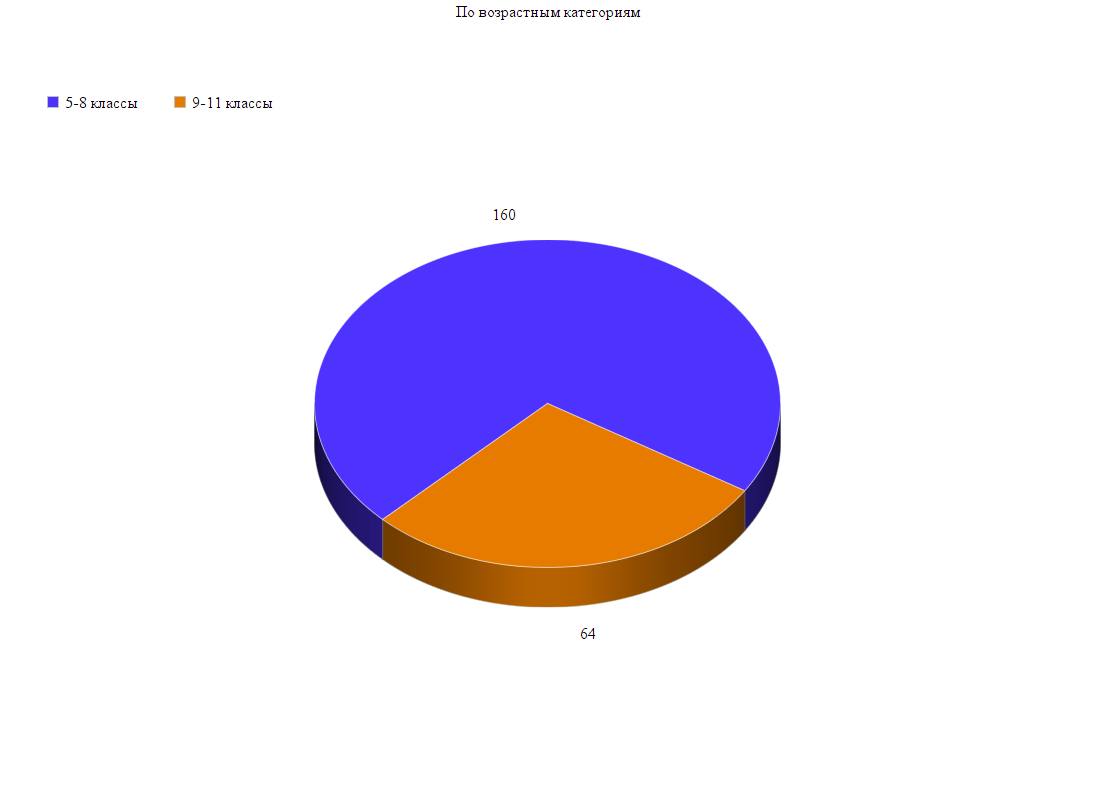 По возрастным категориям
5-8 классы 9-11 классы
160
64